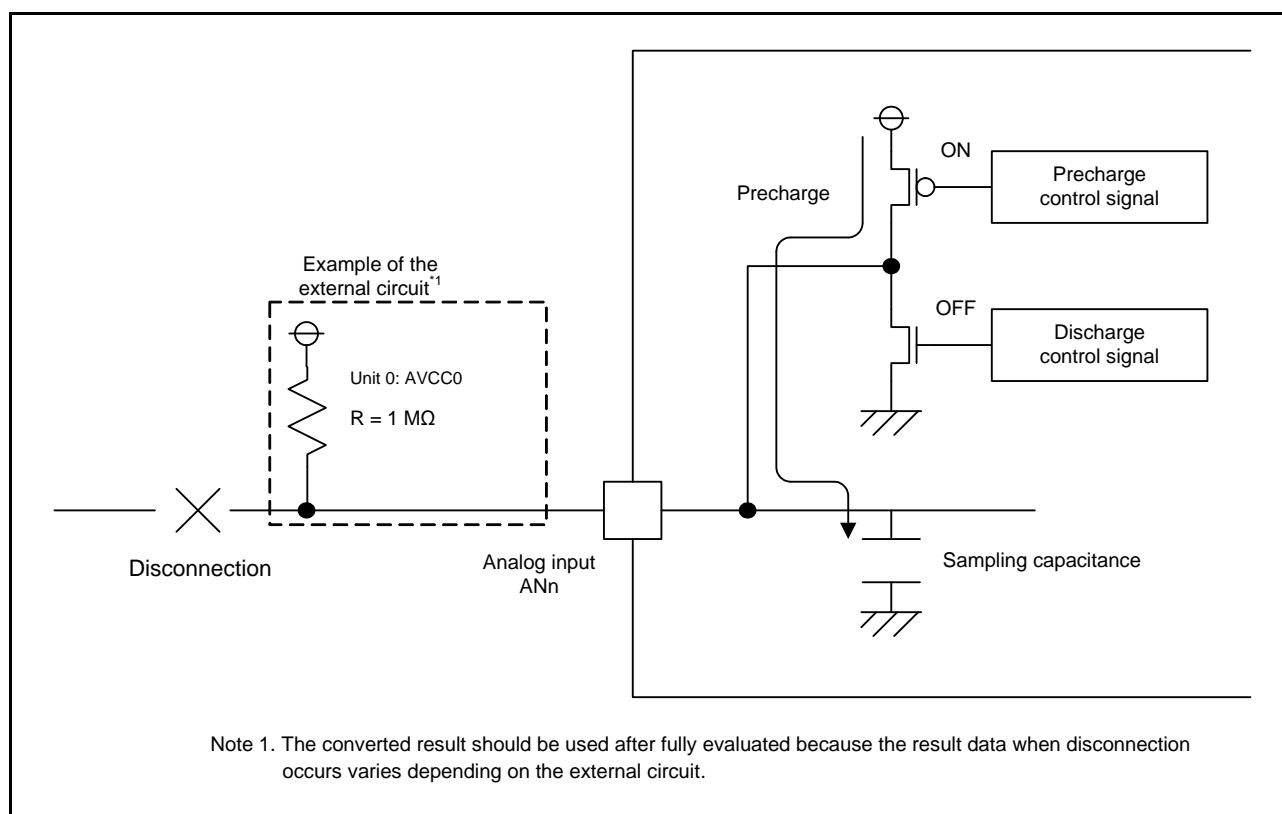 ON
Precharge
control signal
Precharge
Example of the
external circuit*1
OFF
Discharge
control signal
Unit 0: AVCC0
R = 1 MΩ
Disconnection
Analog input
ANn
Sampling capacitance
Note 1. The converted result should be used after fully evaluated because the result data when disconnection
occurs varies depending on the external circuit.